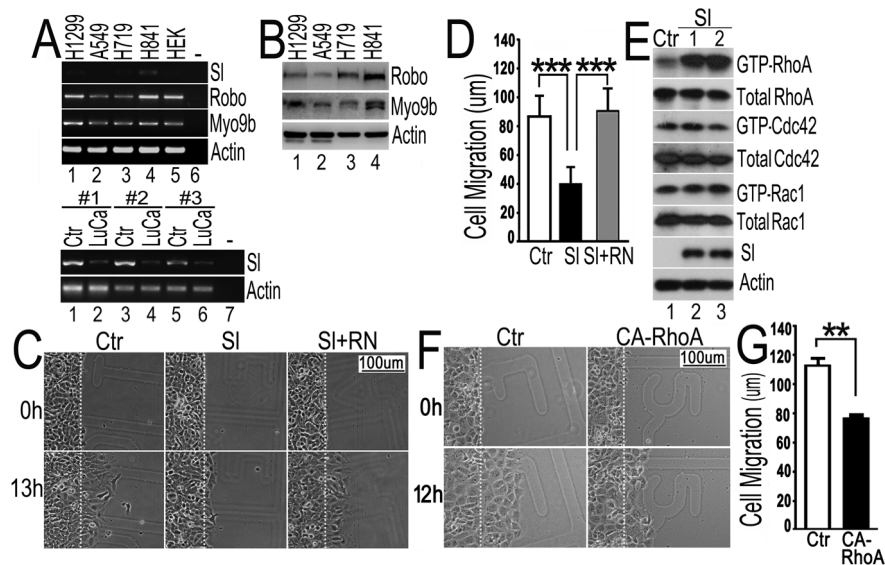 A
H1299 A549 H719 H841 HEK -
Sl
Robo
Myo9b
Actin
1 2 3 4 5 6
#1 #2 #3
Ctr LuCa Ctr LuCa Ctr LuCa -
Sl
Actin
1 2 3 4 5 6 7
B
H1299 A549 H719 H841
Robo
Myo9b
Actin
1 2 3 4
C
Ctr Sl Sl+RN
100um
0h
13h
D
Cell Migration (um)
140
120
100
80
60
40
20
0
*** ***
Ctr Sl Sl+RN
E
Sl
Ctr 1 2
GTP-RhoA
Total RhoA
GTP-Cdc42
Total Cdc42
GTP-Rac1
Total Rac1
Sl
Actin
1 2 3
F
Ctr CA-RhoA
100um
0h
12h
G
Cell Migration (um)
140
120
100
80
60
40
20
0
**
Ctr CA-
RhoA